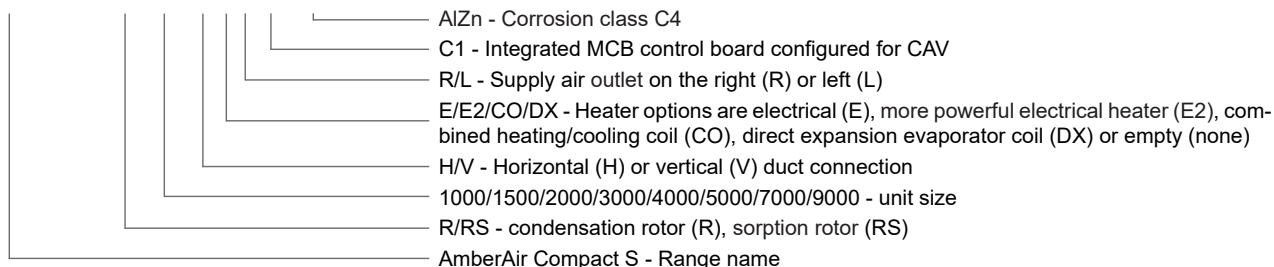 AlZn - Corrosion class C4
C1 - Integrated MCB control board configured for CAV
R/L - Supply air outlet on the right (R) or left (L)
E/E2/CO/DX - Heater options are electrical (E), more powerful electrical heater (E2), com-
bined heating/cooling coil (CO), direct expansion evaporator coil (DX) or empty (none)
H/V - Horizontal (H) or vertical (V) duct connection
1000/1500/2000/3000/4000/5000/7000/9000 - unit size
R/RS - condensation rotor (R), sorption rotor (RS)
AmberAir Compact S - Range name